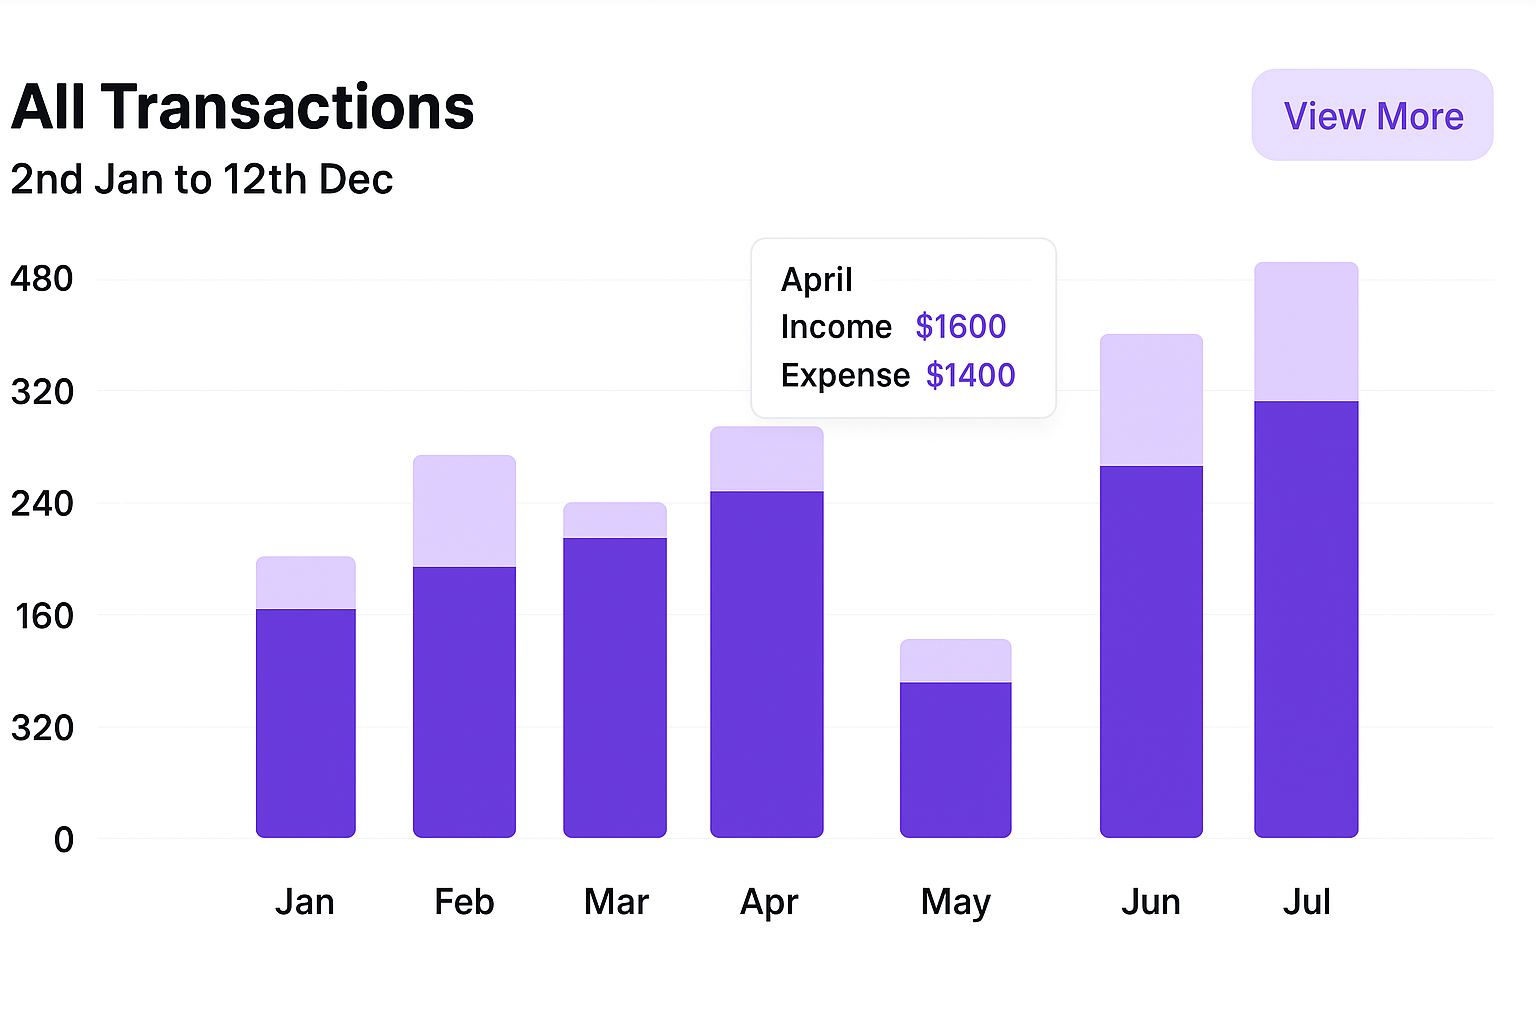 All Transactions
View More
2nd Jan to 12th Dec
480
320
240
160
320
0
April
Income $1600
Expense $1400
Jan Feb Mar Apr May Jun Jul